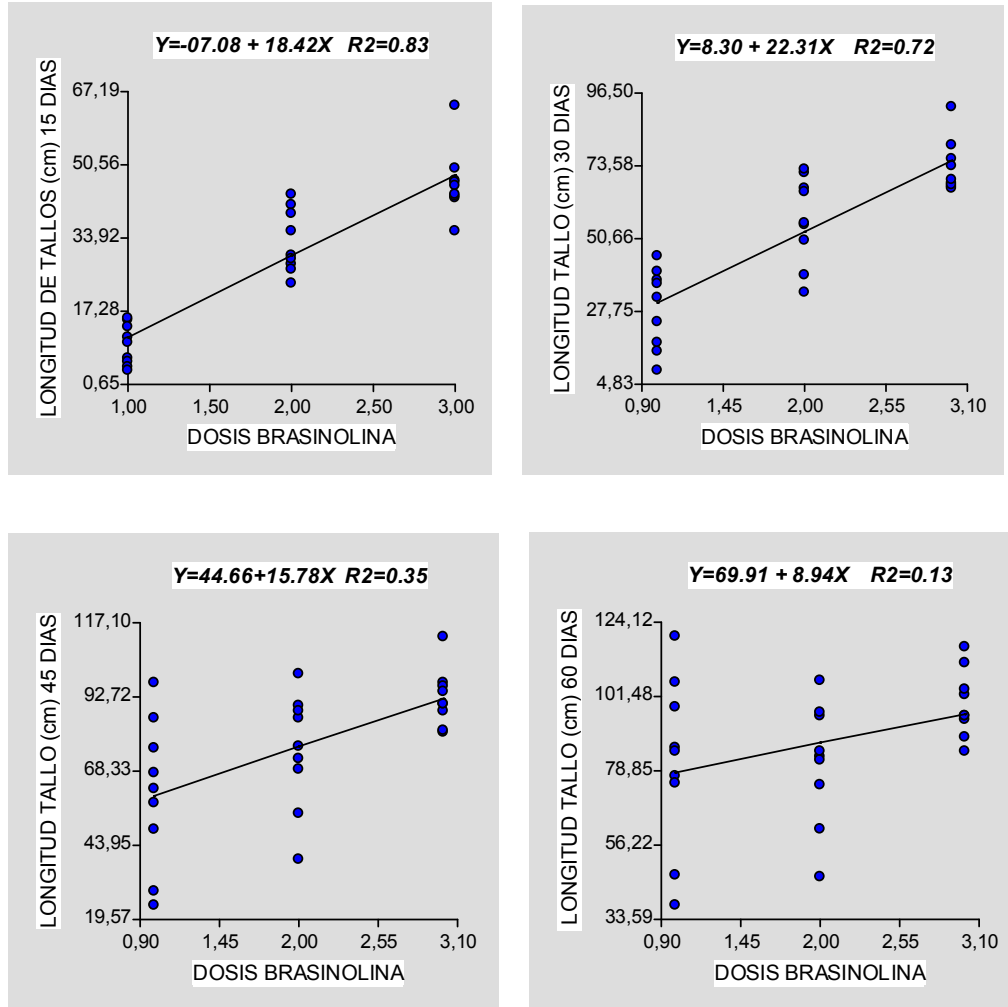 Y=-07.08 + 18.42X R2=0.83
LONGITUD DE TALLOS (cm) 15 DIAS
67,19
50,56
33,92
17,28
0,65
1,00 1,50 2,00 2,50 3,00
DOSIS BRASINOLINA
Y=8.30 + 22.31X R2=0.72
LONGITUD TALLO (cm) 30 DIAS
96,50
73,58
50,66
27,75
4,83
0,90 1,45 2,00 2,55 3,10
DOSIS BRASINOLINA
Y=44.66+15.78X R2=0.35
LONGITUD TALLO (cm) 45 DIAS
117,10
92,72
68,33
43,95
19,57
0,90 1,45 2,00 2,55 3,10
DOSIS BRASINOLINA
Y=69.91 + 8.94X R2=0.13
LONGITUD TALLO (cm) 60 DIAS
124,12
101,48
78,85
56,22
33,59
0,90 1,45 2,00 2,55 3,10
DOSIS BRASINOLINA